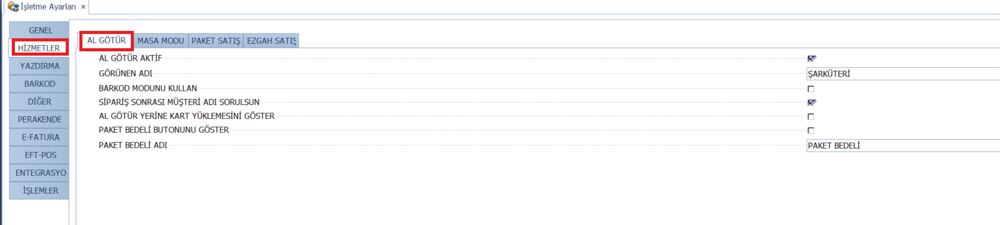 İşletme Ayarları ×
GENEL
HİZMETLER
YAZDIRMA
BARKOD
DİĞER
PERAKENDE
E-FATURA
EFT-POS
ENTEGRASYO
İŞLEMLER
AL GÖTÜR MASA MODU PAKET SATIŞ EZGAH SATIŞ
AL GÖTÜR AKTİF
GÖRÜNEN ADI ŞARKÜTERİ
BARKOD MODUNU KULLAN
SİPARİŞ SONRASI MÜŞTERİ ADI SORULSUN
AL GÖTÜR YERİNE KART YÜKLEMESİNİ GÖSTER
PAKET BEDELİ BUTONUNU GÖSTER
PAKET BEDELİ ADI PAKET BEDELİ